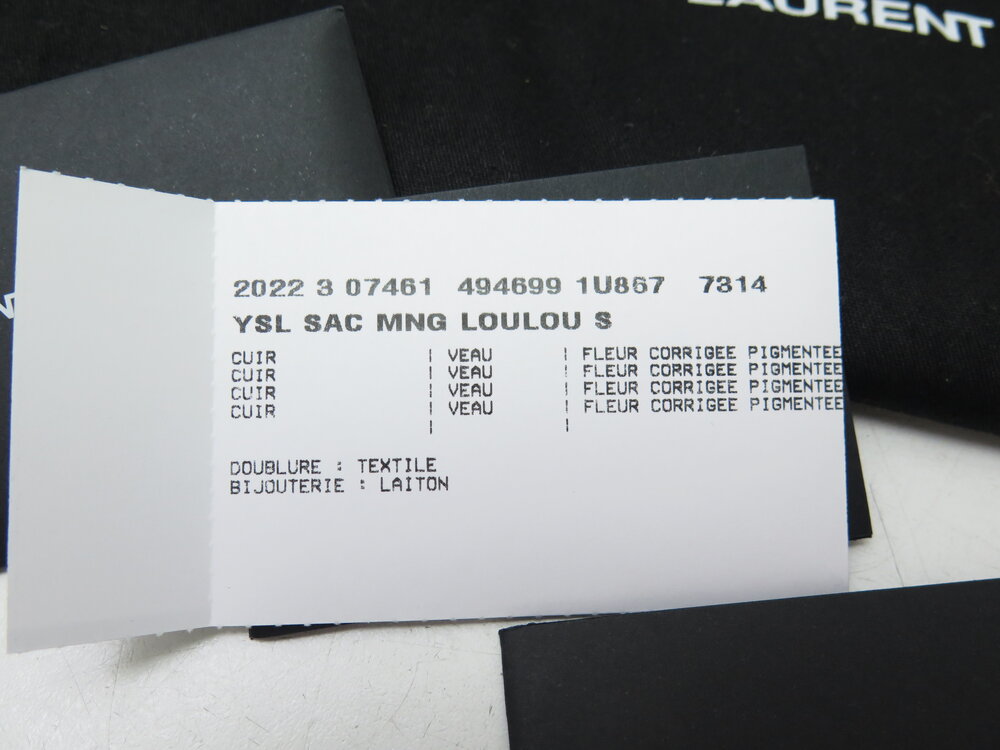 LAURENT
2022 3 07461 494699 1U867 7314
YSL SAC MNG LOULOU S
CUIR | VEAU | FLEUR CORRIGEE PIGMENTEE
CUIR | VEAU | FLEUR CORRIGEE PIGMENTEE
CUIR | VEAU | FLEUR CORRIGEE PIGMENTEE
CUIR | VEAU | FLEUR CORRIGEE PIGMENTEE
| |
DOUBLURE : TEXTILE
BIJOUTERIE : LAITON